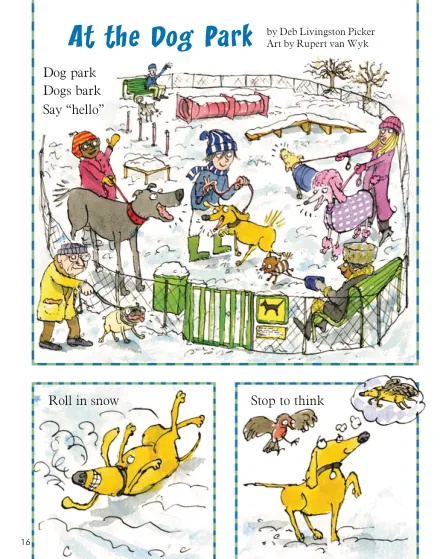 At the Dog Park
by Deb Livingston Picker
Art by Rupert van Wyk
Dog park
Dogs bark
Say “hello”
Roll in snow
Stop to think
16